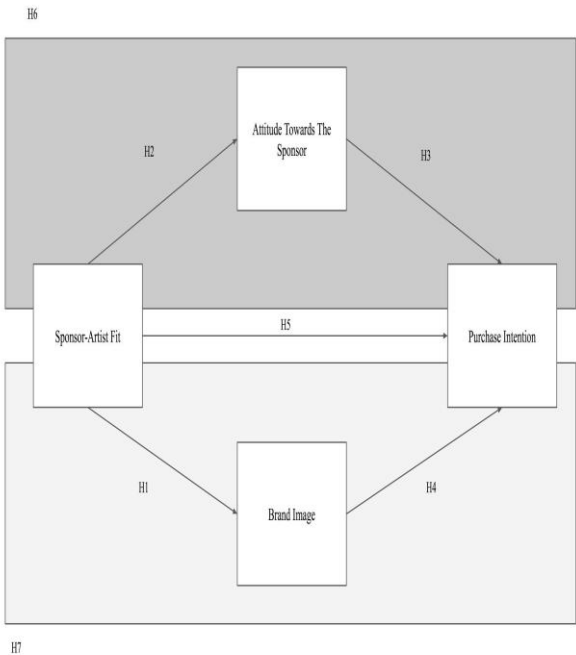 H6
Attitude Towards The
Sponsor
H2
H3
Sponsor-Artist Fit
H5
Purchase Intention
H1
Brand Image
H4
H7